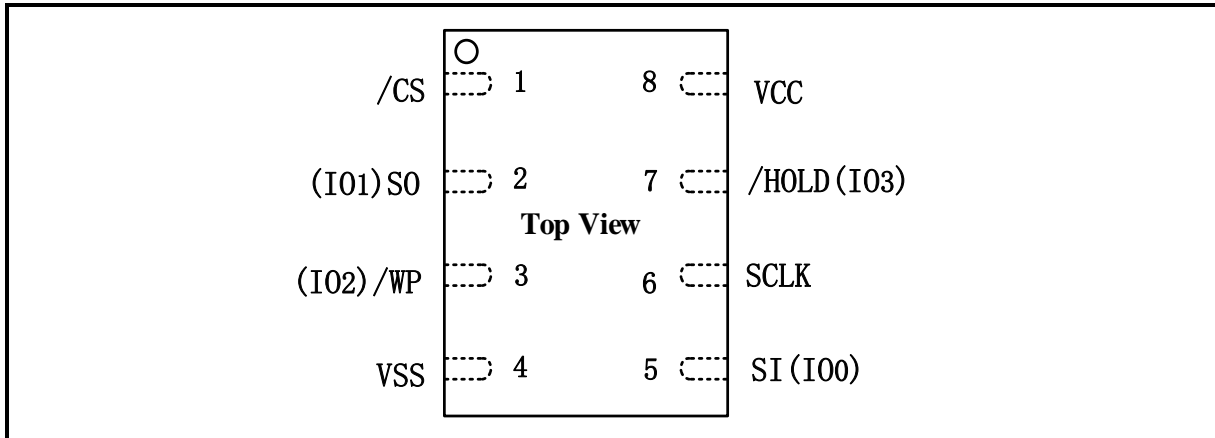 /CS 1 8 VCC
(IO1)SO 2 7 /HOLD(IO3)
Top View
(IO2)/WP 3 6 SCLK
VSS 4 5 SI(IO0)